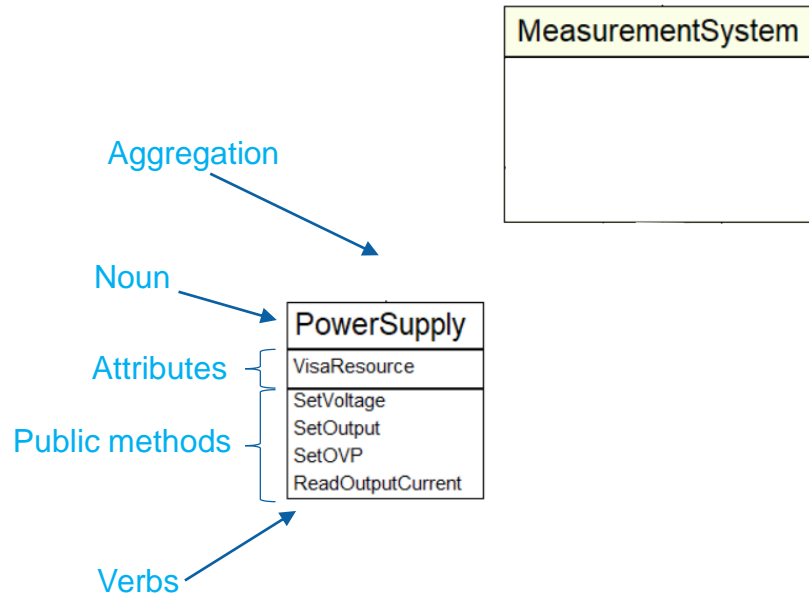 MeasurementSystem
Aggregation
Noun
PowerSupply
Attributes
VisaResource
Public methods
SetVoltage
SetOutput
SetOVP
ReadOutputCurrent
Verbs